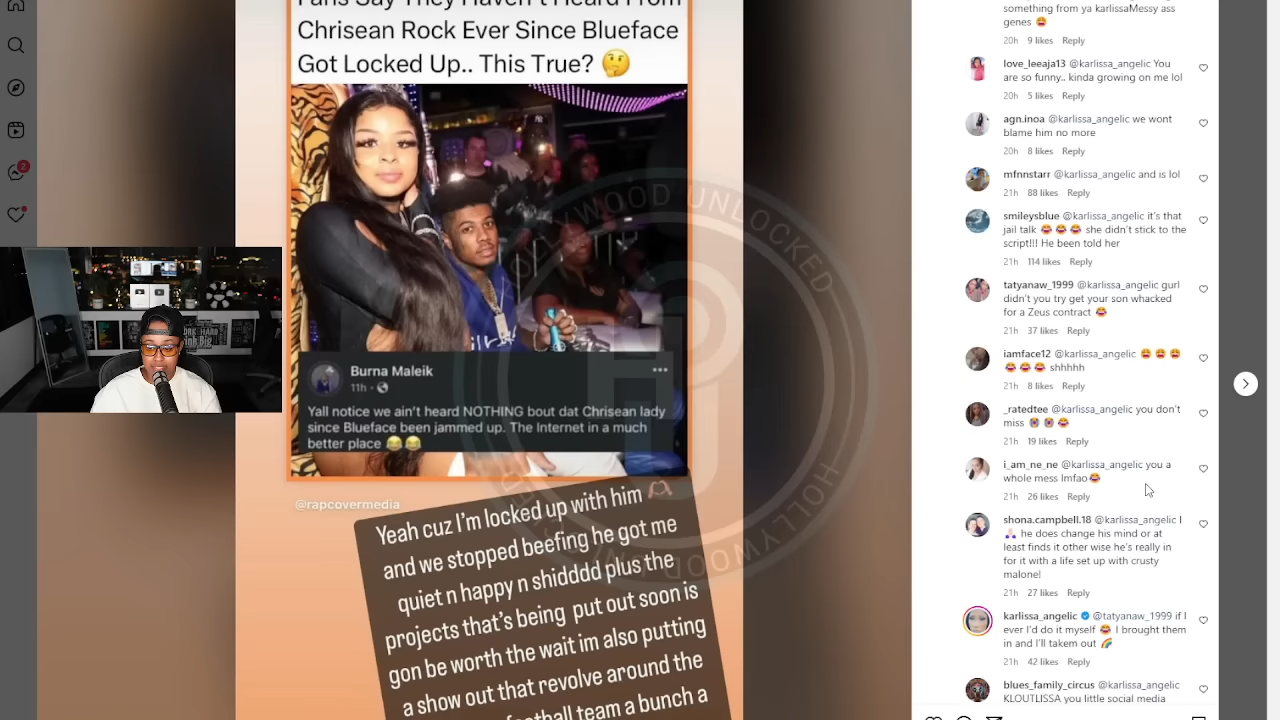 Fans Say They Haven't Heard From
Chrisean Rock Ever Since Blueface
Got Locked Up.. This True? 🤔
Burna Maleik
11h
Yall notice we ain't heard NOTHING bout dat Chrisean lady
since Blueface been jammed up. The Internet in a much
better place 😂😂
@rapcovermedia
Yeah cuz I'm locked up with him 🫶🏽
and we stopped beefing he got me
quiet n happy n shidddd plus the
projects that's being put out soon is
gon be worth the wait im also putting
a show out that revolve around the
football team a bunch a
HOLLYWOOD UNLOCKED
HOLLYWOOD UNLOCKED
2
something from ya karlissaMessy ass
genes 🤩
20h 9 likes Reply
love_leeaja13 @karlissa_angelic You
are so funny.. kinda growing on me lol
20h 5 likes Reply
agn.inoa @karlissa_angelic we wont
blame him no more
20h 8 likes Reply
mfnnstarr @karlissa_angelic and is lol
21h 88 likes Reply
smileysblue @karlissa_angelic it's that
jail talk 😂 😂 😂 she didn't stick to the
script!!! He been told her
21h 114 likes Reply
tatyanaw_1999 @karlissa_angelic gurl
didn't you try get your son whacked
for a Zeus contract 😂
21h 37 likes Reply
iamface12 @karlissa_angelic 🤩 🤩 🤩
😂 😂 😂 shhhhh
21h 8 likes Reply
_ratedtee @karlissa_angelic you don't
miss 😂
21h 19 likes Reply
i_am_ne_ne @karlissa_angelic you a
whole mess lmfao😂
21h 26 likes Reply
shona.campbell.18 @karlissa_angelic I
🙏🏻 he does change his mind or at
least finds it other wise he's really in
for it with a life set up with crusty
malone!
21h 27 likes Reply
karlissa_angelic @tatyanaw_1999 if I
ever I'd do it myself 😂 I brought them
in and I'll takem out 🌈
21h 42 likes Reply
blues_family_circus @karlissa_angelic
KLOUTLISSA you little social media